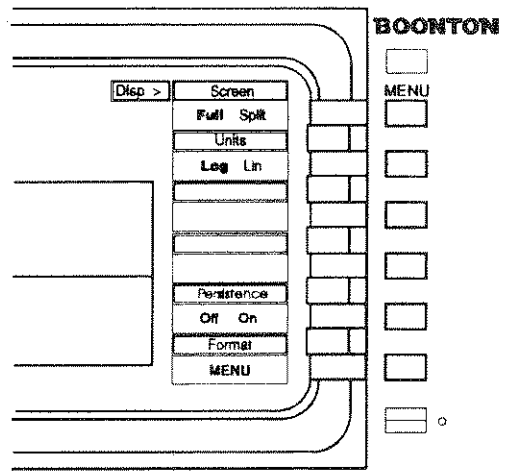 BOONTON
MENU
Disp > Screen
Full Split
Units
Log Lin
Persistence
Off On
Format
MENU